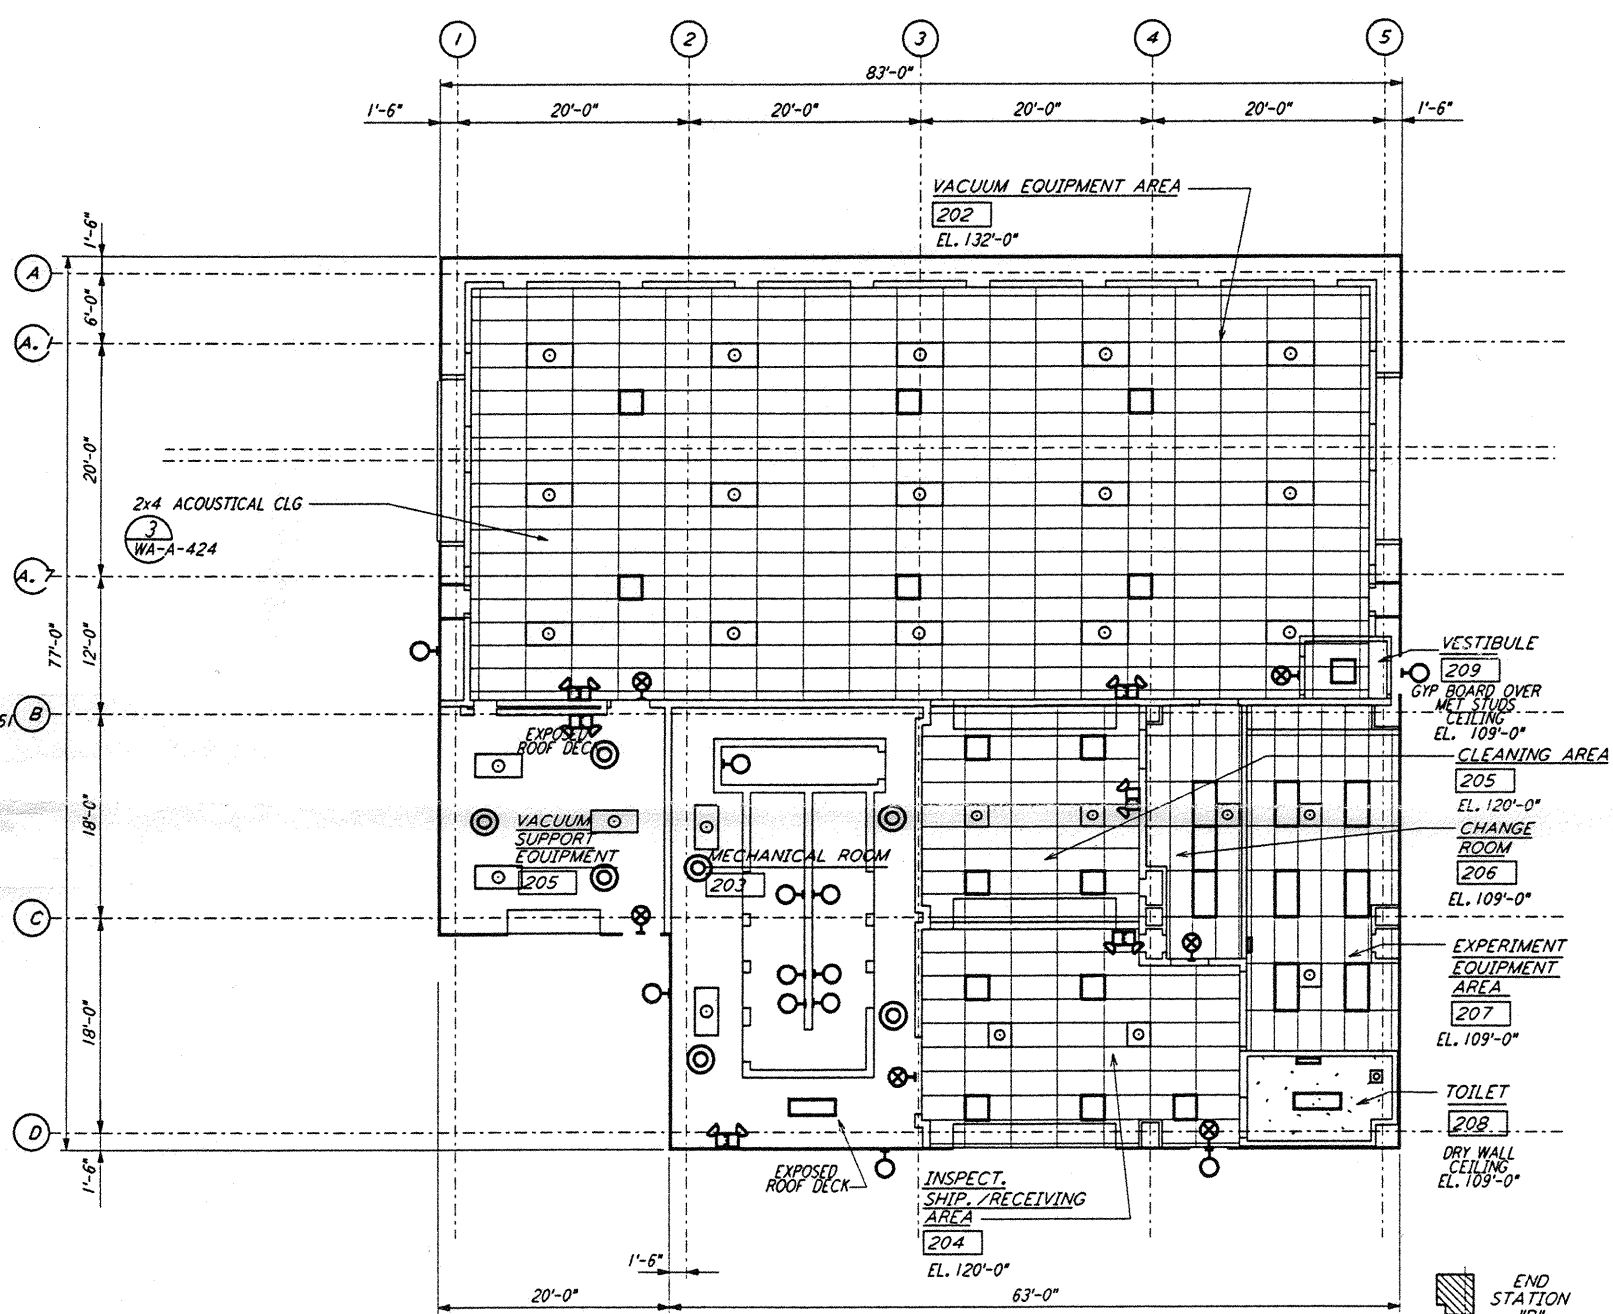 1
2
3
4
5
83'-0"
1'-6"
20'-0"
20'-0"
20'-0"
20'-0"
1'-6"
VACUUM EQUIPMENT AREA
202
EL. 132'-0"
1'-6"
A
6'-0"
A.1
20'-0"
2x4 ACOUSTICAL CLG
3
WA-A-424
A.7
77'-0"
12'-0"
VESTIBULE
209
GYP BOARD OVER
MET STUDS
CEILING
EL. 109'-0"
B
EXPOSED
ROOF DECK
CLEANING AREA
205
EL. 120'-0"
18'-0"
VACUUM
SUPPORT
EQUIPMENT
205
MECHANICAL ROOM
203
CHANGE
ROOM
206
EL. 109'-0"
C
EXPERIMENT
EQUIPMENT
AREA
207
EL. 109'-0"
18'-0"
TOILET
208
DRY WALL
CEILING
EL. 109'-0"
D
1'-6"
EXPOSED
ROOF DECK
INSPECT.
SHIP./RECEIVING
AREA
204
EL. 120'-0"
1'-6"
20'-0"
63'-0"
END
STATION